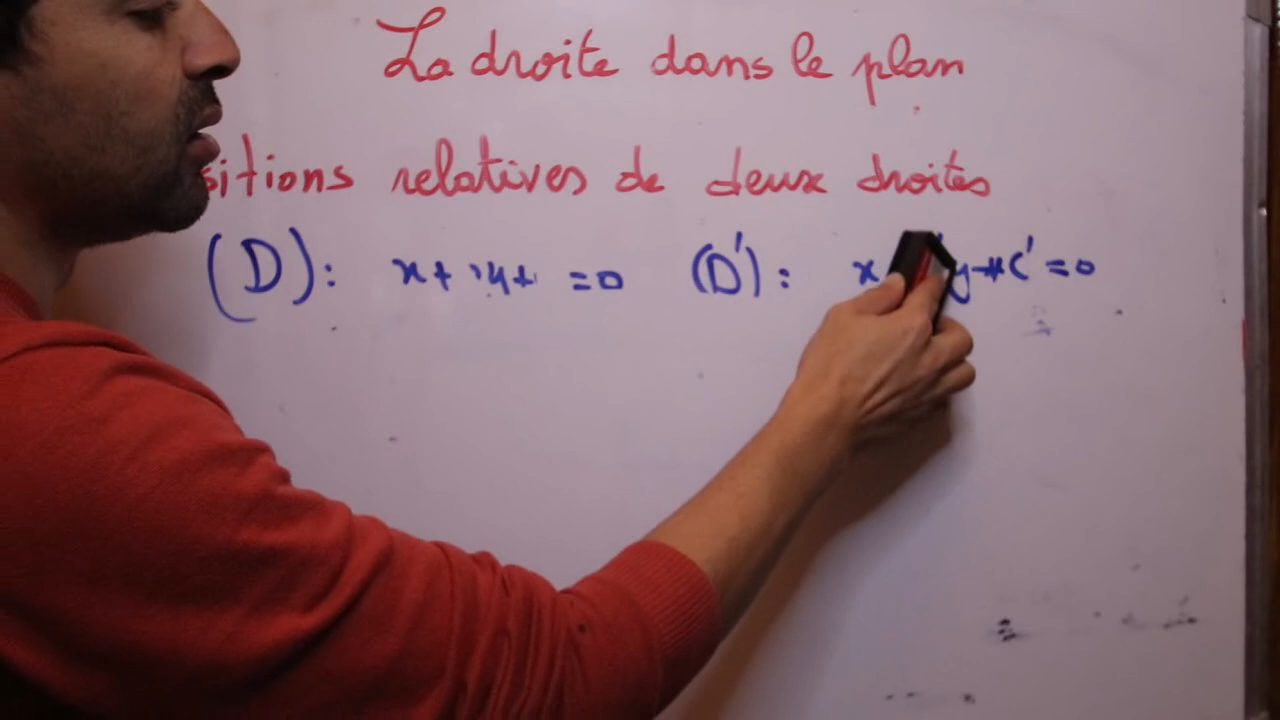 La droite dans le plan
sitions relatives de deux droites
(D): x+ y+ =0 (D'): x y+c'=0